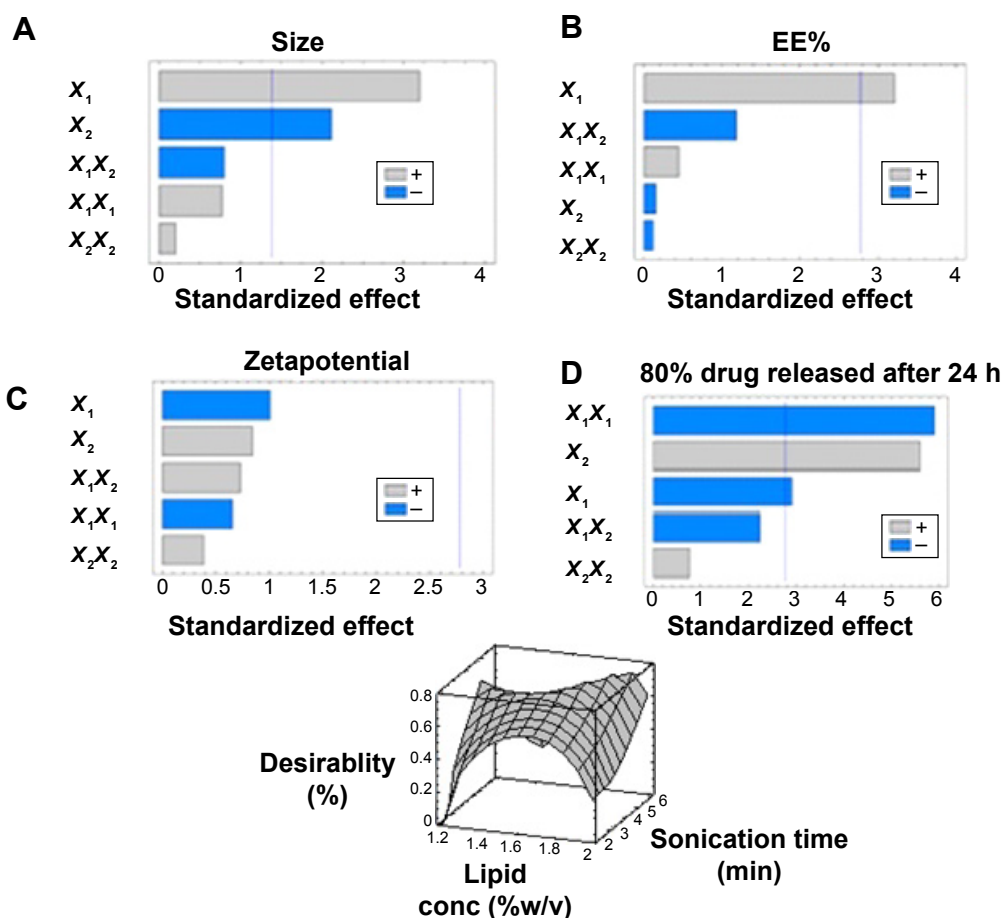 A
Size
X1
X2
X1X2
X1X1
X2X2
+
–
0 1 2 3 4
Standardized effect
B
EE%
X1
X1X2
X1X1
X2
X2X2
+
–
0 1 2 3 4
Standardized effect
C
Zetapotential
X1
X2
X1X2
X1X1
X2X2
+
–
0 0.5 1 1.5 2 2.5 3
Standardized effect
D
80% drug released after 24 h
X1X1
X2
X1
X1X2
X2X2
+
–
0 1 2 3 4 5 6
Standardized effect
Desirablity
(%)
0.8
0.6
0.4
0.2
0
1.2 1.4 1.6 1.8 2
Lipid
conc (%w/v)
2 3 4 5 6
Sonication time
(min)